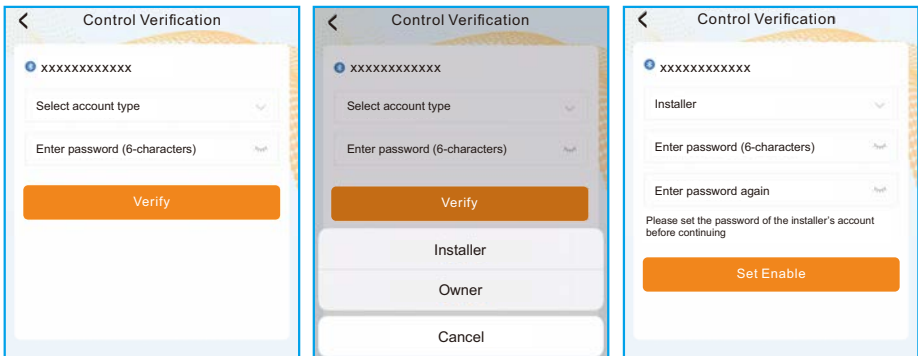 Control Verification
xxxxxxxxxxxx
Select account type
Enter password (6-characters)
Verify
Control Verification
xxxxxxxxxxxx
Select account type
Enter password (6-characters)
Verify
Installer
Owner
Cancel
Control Verification
xxxxxxxxxxxx
Installer
Enter password (6-characters)
Enter password again
Please set the password of the installer's account
before continuing
Set Enable